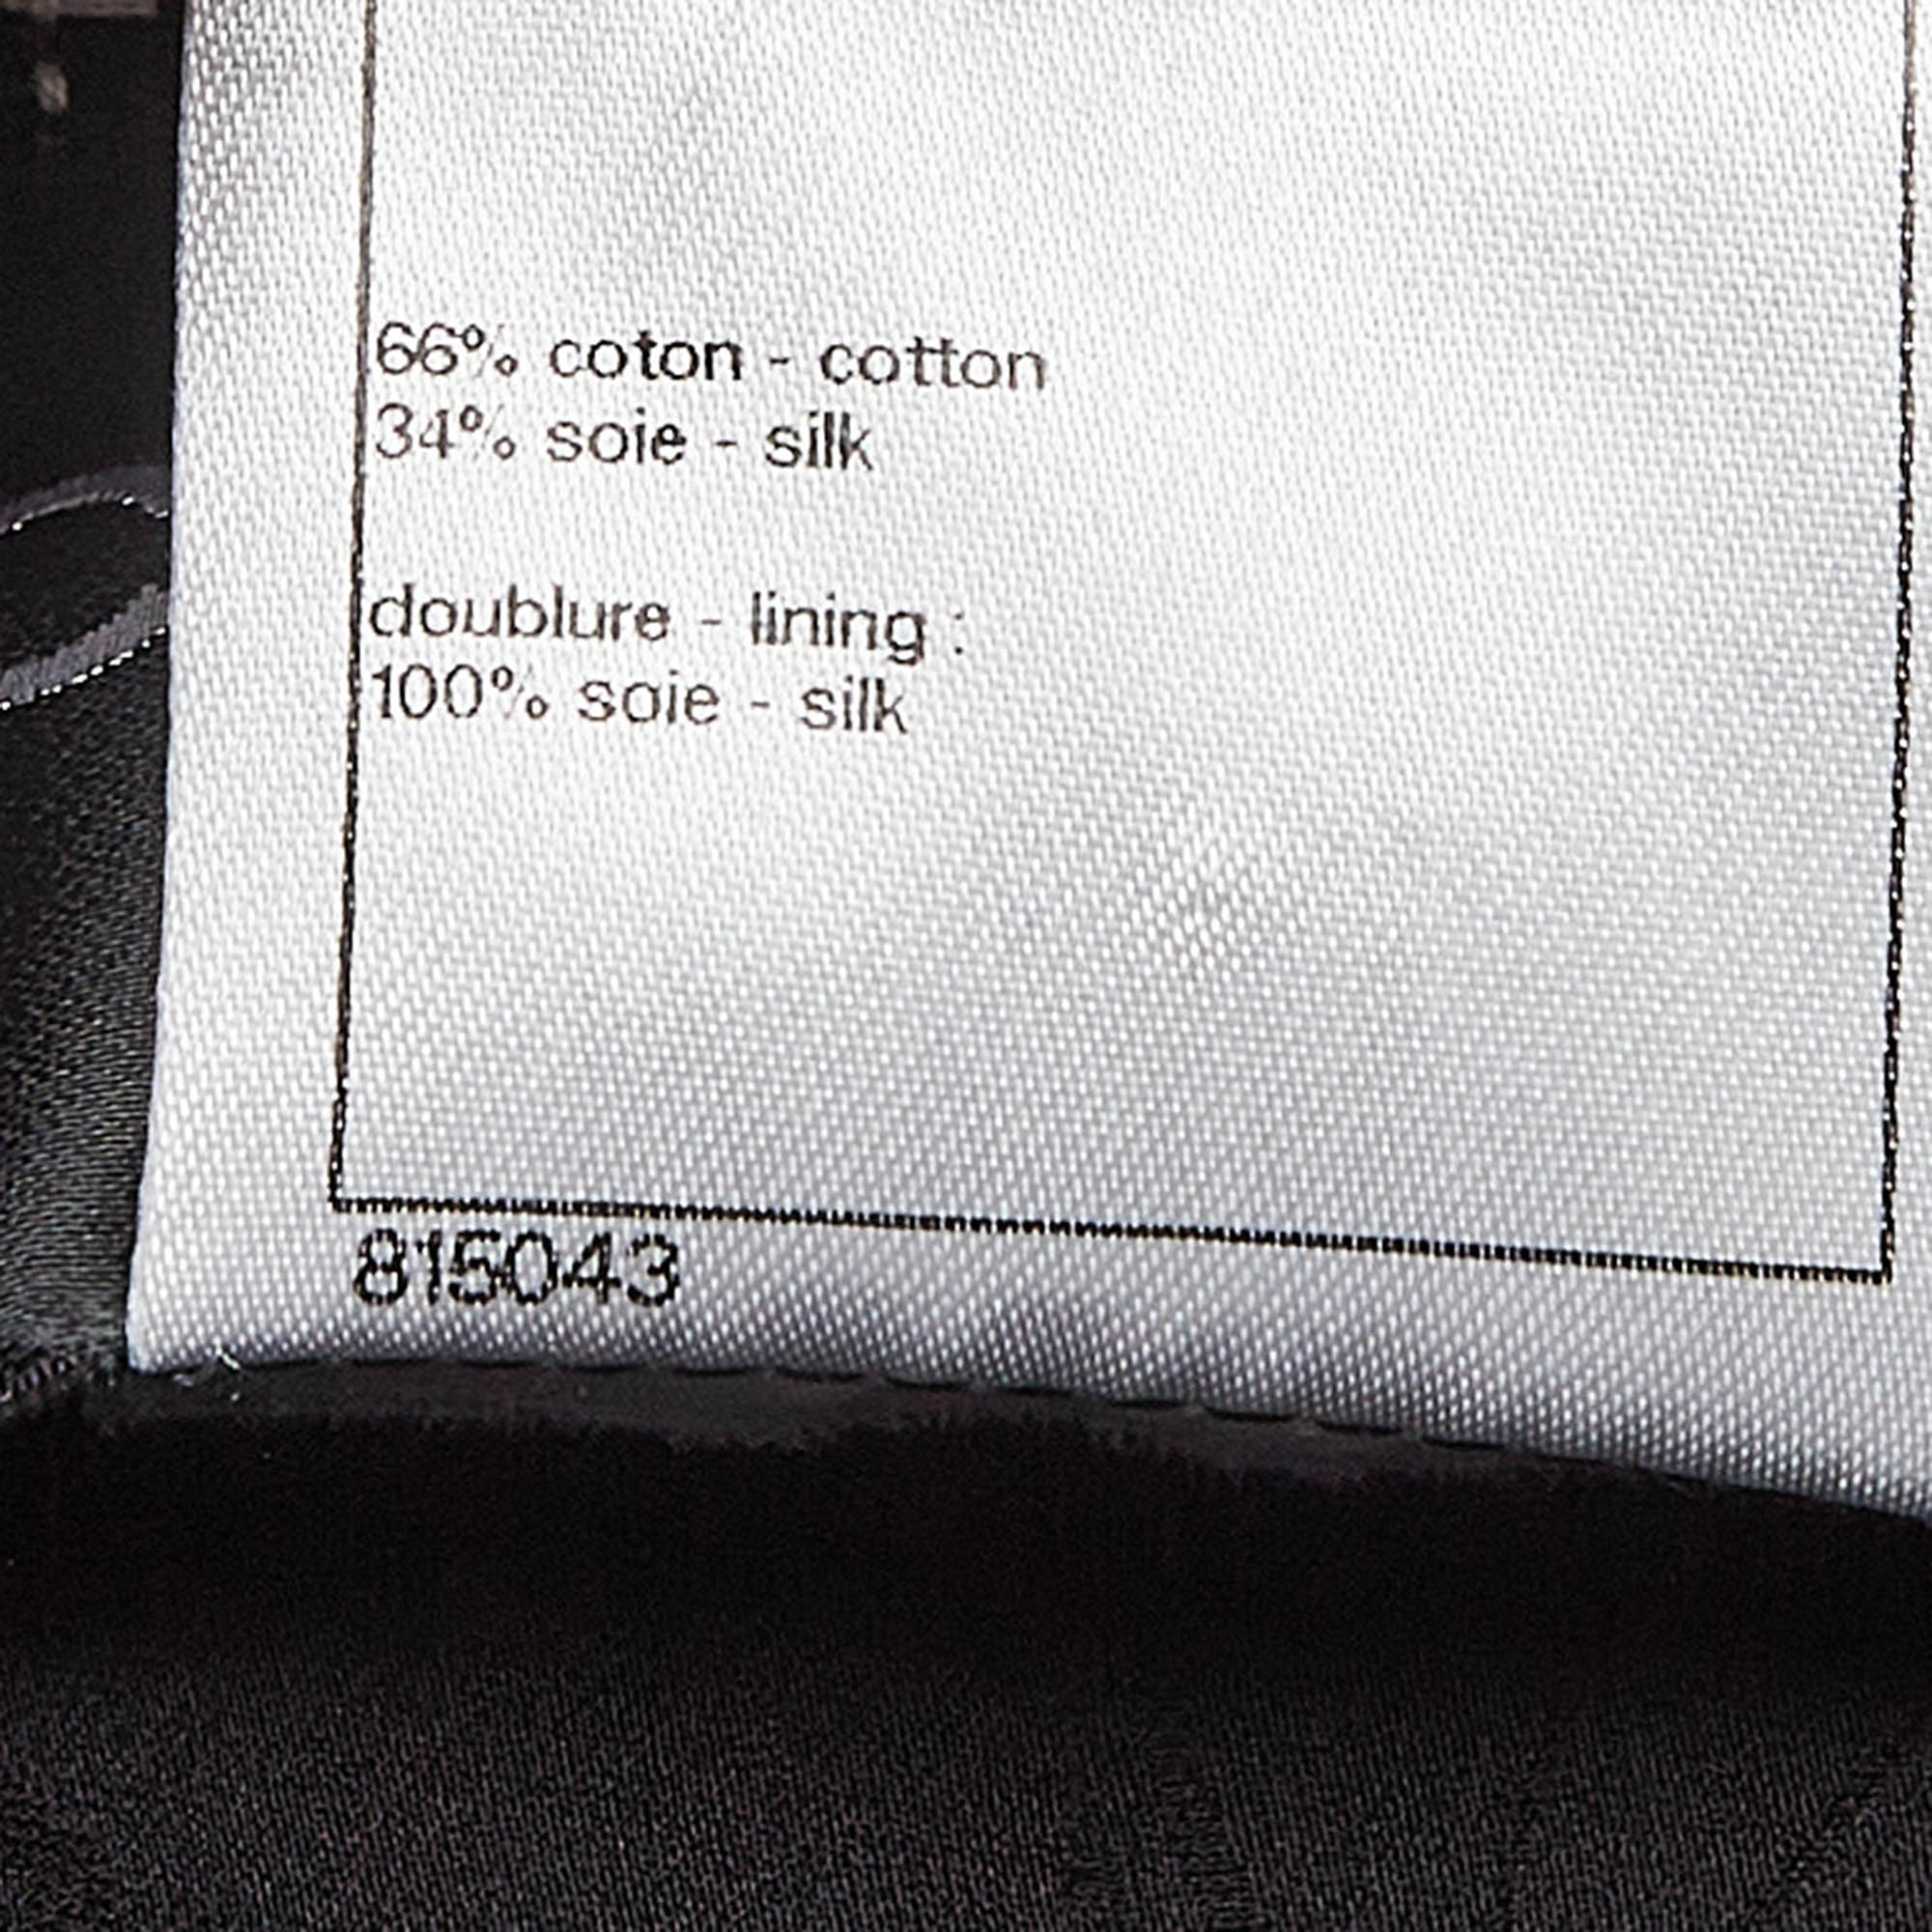 66% coton - cotton
34% soie - silk
doublure - lining :
100% soie - silk
815043